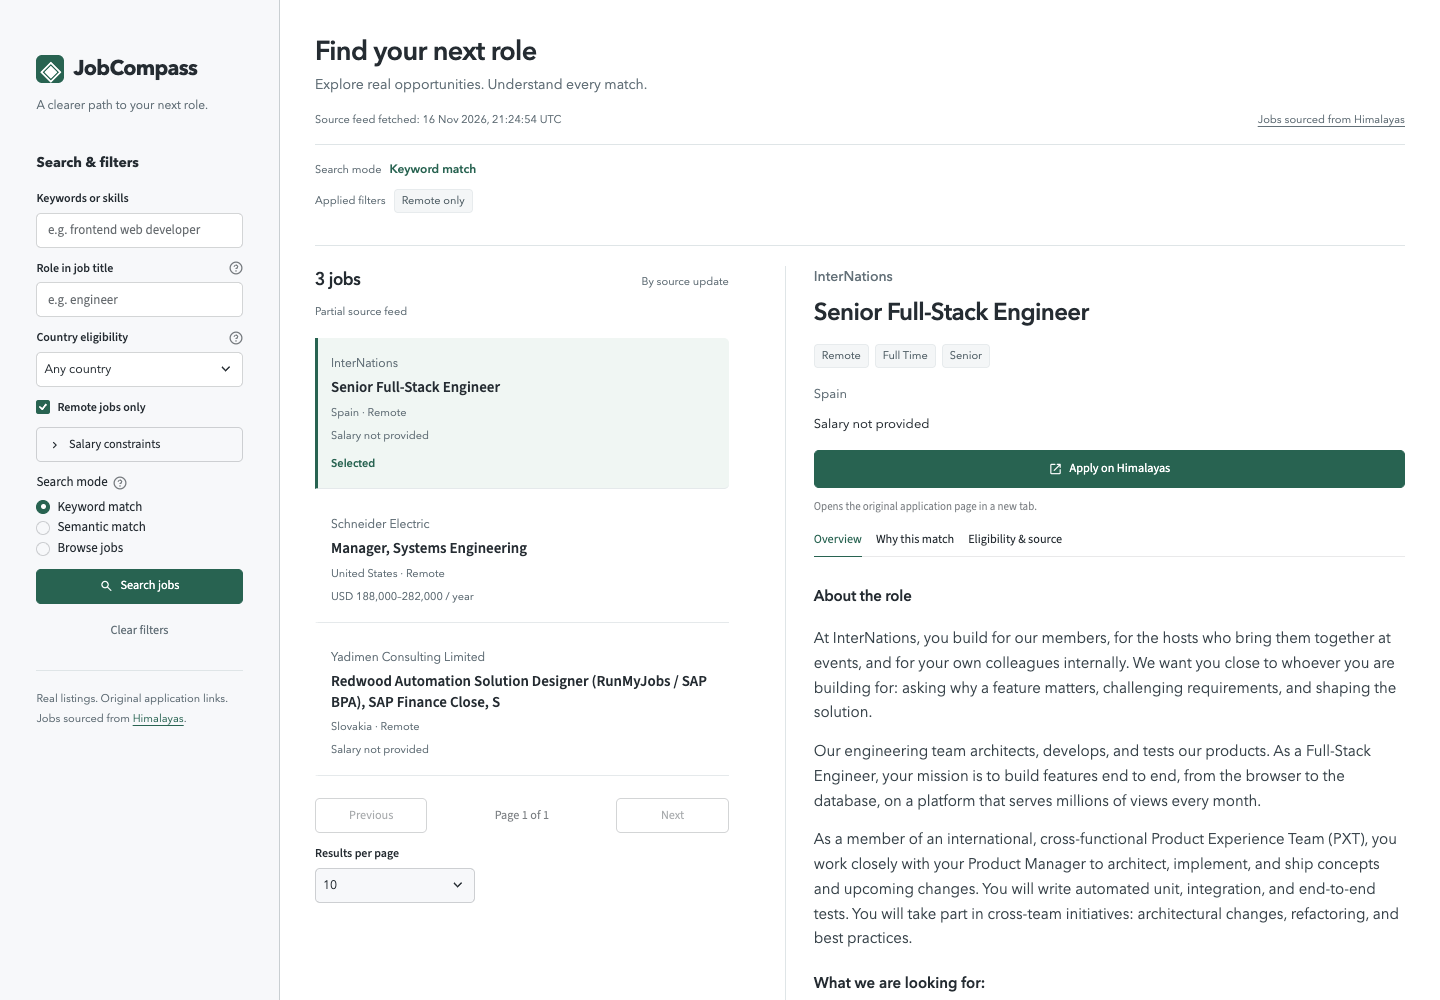 JobCompass
A clearer path to your next role.
Search & filters
Keywords or skills
e.g. frontend web developer
Role in job title
e.g. engineer
Country eligibility
Any country
Remote jobs only
Salary constraints
Search mode
Keyword match
Semantic match
Browse jobs
Search jobs
Clear filters
Real listings. Original application links.
Jobs sourced from Himalayas.
Find your next role
Explore real opportunities. Understand every match.
Source feed fetched: 16 Nov 2026, 21:24:54 UTC
Jobs sourced from Himalayas
Search mode Keyword match
Applied filters Remote only
3 jobs
By source update
Partial source feed
InterNations
Senior Full-Stack Engineer
Spain · Remote
Salary not provided
Selected
Schneider Electric
Manager, Systems Engineering
United States · Remote
USD 188,000–282,000 / year
Yadimen Consulting Limited
Redwood Automation Solution Designer (RunMyJobs / SAP
BPA), SAP Finance Close, S
Slovakia · Remote
Salary not provided
Previous
Page 1 of 1
Next
Results per page
10
InterNations
Senior Full-Stack Engineer
Remote Full Time Senior
Spain
Salary not provided
Apply on Himalayas
Opens the original application page in a new tab.
Overview Why this match Eligibility & source
About the role
At InterNations, you build for our members, for the hosts who bring them together at
events, and for your own colleagues internally. We want you close to whoever you are
building for: asking why a feature matters, challenging requirements, and shaping the
solution.
Our engineering team architects, develops, and tests our products. As a Full-Stack
Engineer, your mission is to build features end to end, from the browser to the
database, on a platform that serves millions of views every month.
As a member of an international, cross-functional Product Experience Team (PXT), you
work closely with your Product Manager to architect, implement, and ship concepts
and upcoming changes. You will write automated unit, integration, and end-to-end
tests. You will take part in cross-team initiatives: architectural changes, refactoring, and
best practices.
What we are looking for: